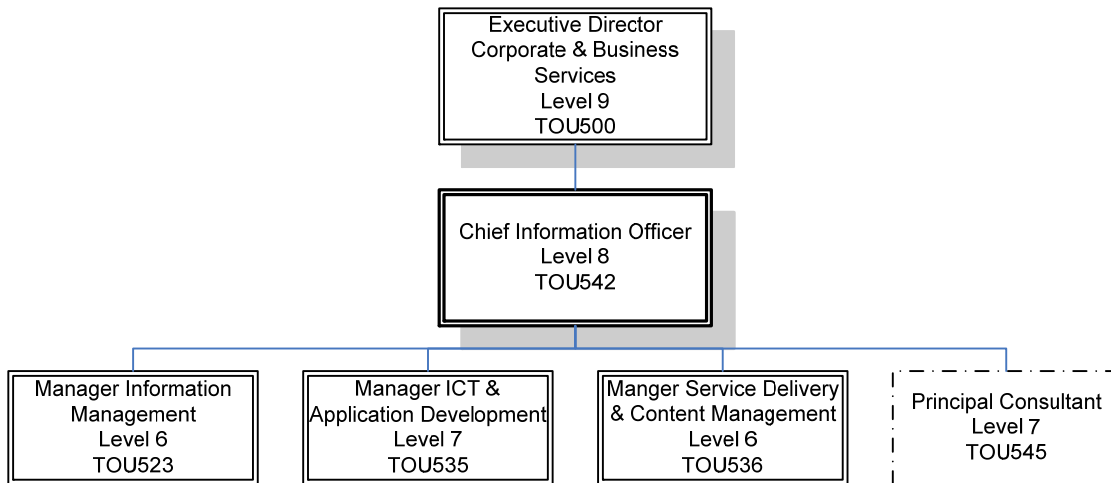 Executive Director
Corporate & Business
Services
Level 9
TOU500
Chief Information Officer
Level 8
TOU542
Manager Information
Management
Level 6
TOU523
Manager ICT &
Application Development
Level 7
TOU535
Manger Service Delivery
& Content Management
Level 6
TOU536
Principal Consultant
Level 7
TOU545